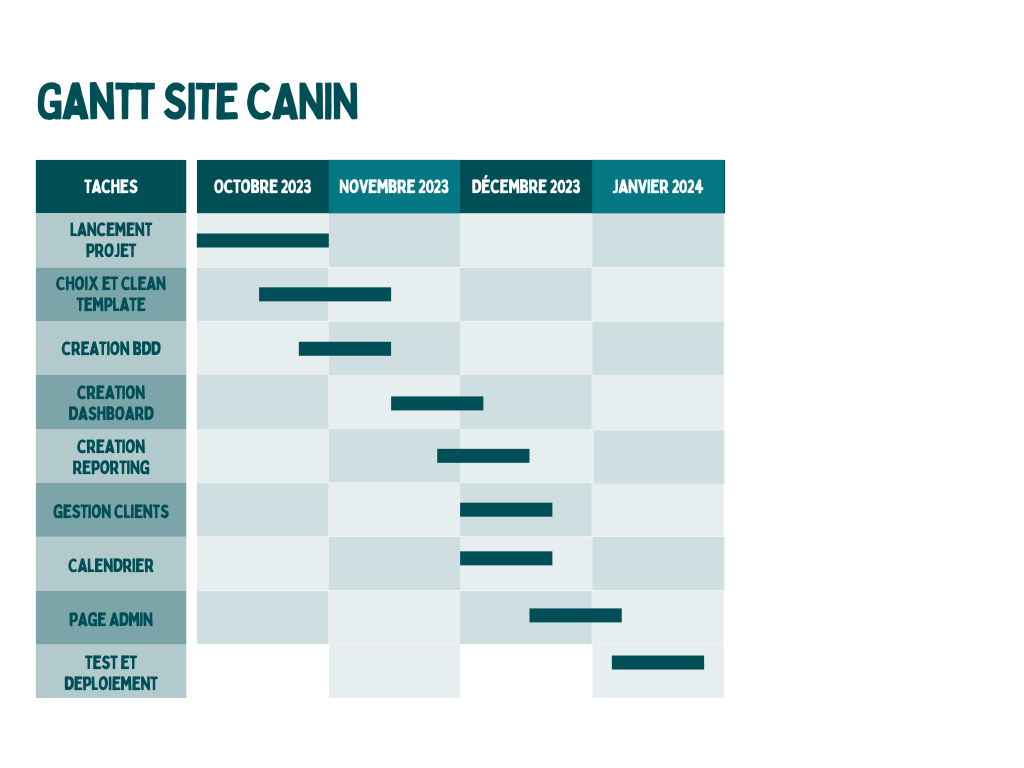 GANTT SITE CANIN
TACHES
OCTOBRE 2023
NOVEMBRE 2023
DÉCEMBRE 2023
JANVIER 2024
LANCEMENT
PROJET
CHOIX ET CLEAN
TEMPLATE
CREATION BDD
CREATION
DASHBOARD
CREATION
REPORTING
GESTION CLIENTS
CALENDRIER
PAGE ADMIN
TEST ET
DEPLOIEMENT